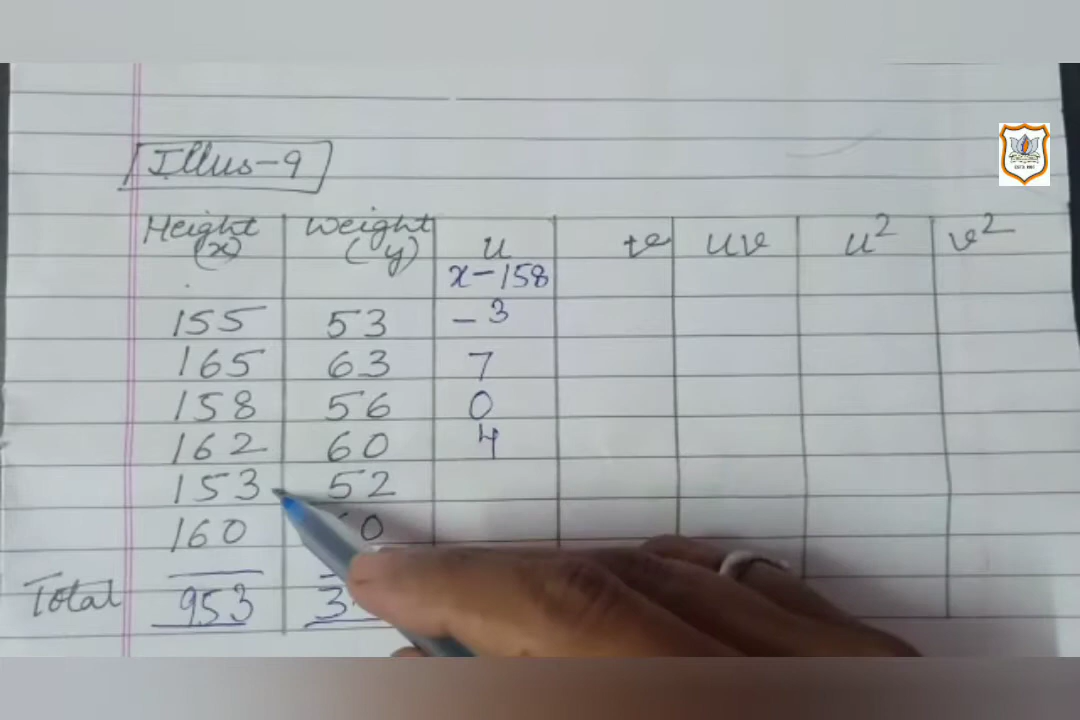 Illus-9
Height Weight u v uv u² v²
(x) (y)
x-158
155 53 -3
165 63 7
158 56 0
162 60 4
153 52
160
Total 953